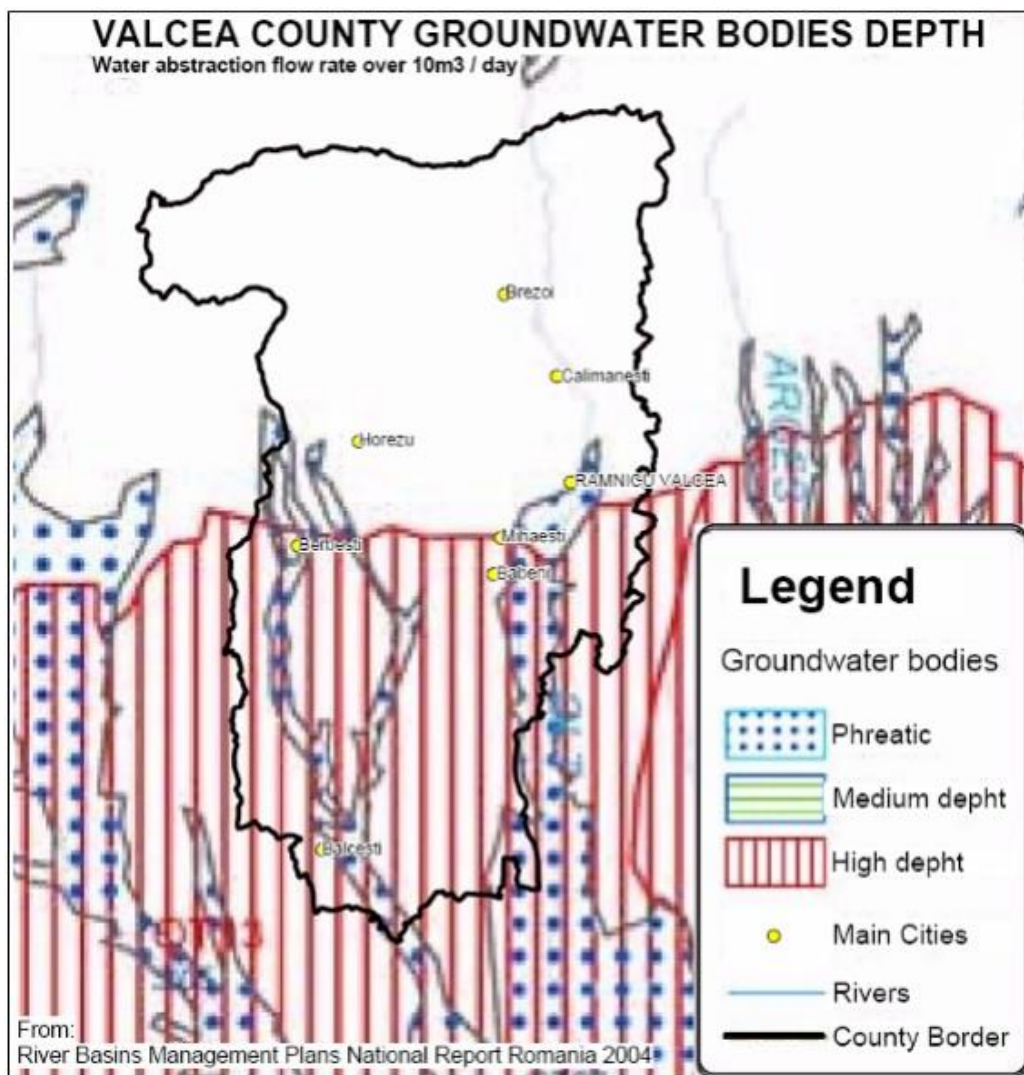 VALCEA COUNTY GROUNDWATER BODIES DEPTH
Water abstraction flow rate over 10m3 / day
Brezoi
Calimanesti
Horezu
RAMNICU VALCEA
Mihaesti
Berbesti
Babeni
Balcesti
Legend
Groundwater bodies
Phreatic
Medium depht
High depht
Main Cities
Rivers
County Border
From:
River Basins Management Plans National Report Romania 2004